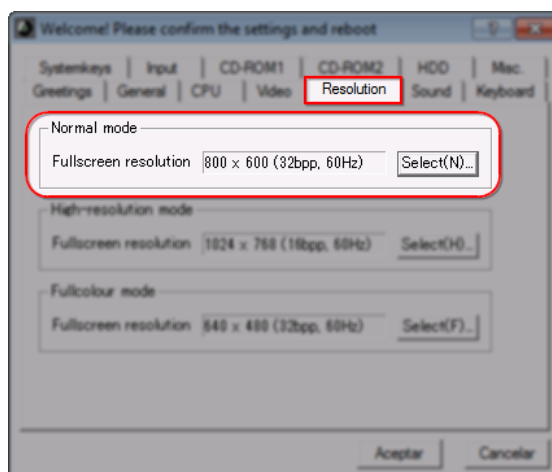 Welcome! Please confirm the settings and reboot
Systemkeys Input CD-ROM1 CD-ROM2 HDD Misc.
Greetings General CPU Video Resolution Sound Keyboard
Normal mode
Fullscreen resolution 800 x 600 (32bpp, 60Hz) Select(N)...
High-resolution mode
Fullscreen resolution 1024 x 768 (16bpp, 60Hz) Select(H)...
Fullcolour mode
Fullscreen resolution 640 x 480 (32bpp, 60Hz) Select(F)...
Aceptar Cancelar